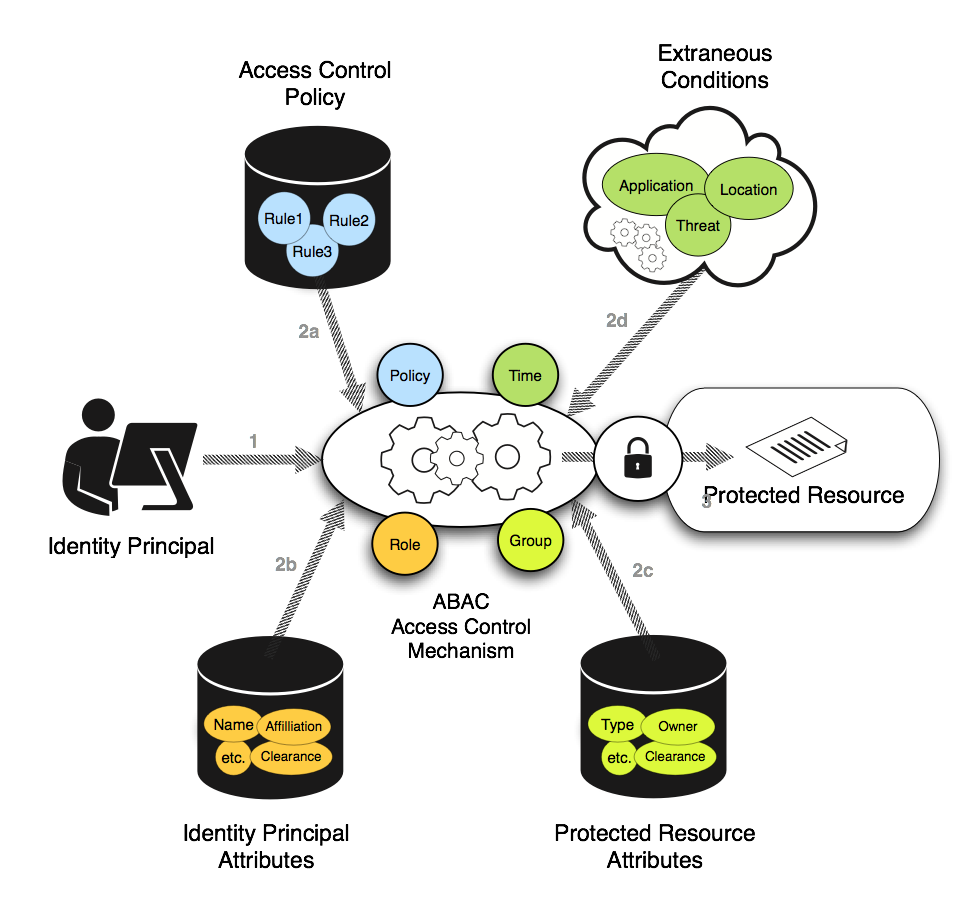 Extraneous
Conditions
Access Control
Policy
Application
Location
Threat
Rule1
Rule2
Rule3
2a
2d
Policy
Time
1
Protected Resource
3
Identity Principal
Role
Group
2b
2c
ABAC
Access Control
Mechanism
Name
Affilliation
etc.
Clearance
Type
Owner
etc.
Clearance
Identity Principal
Attributes
Protected Resource
Attributes